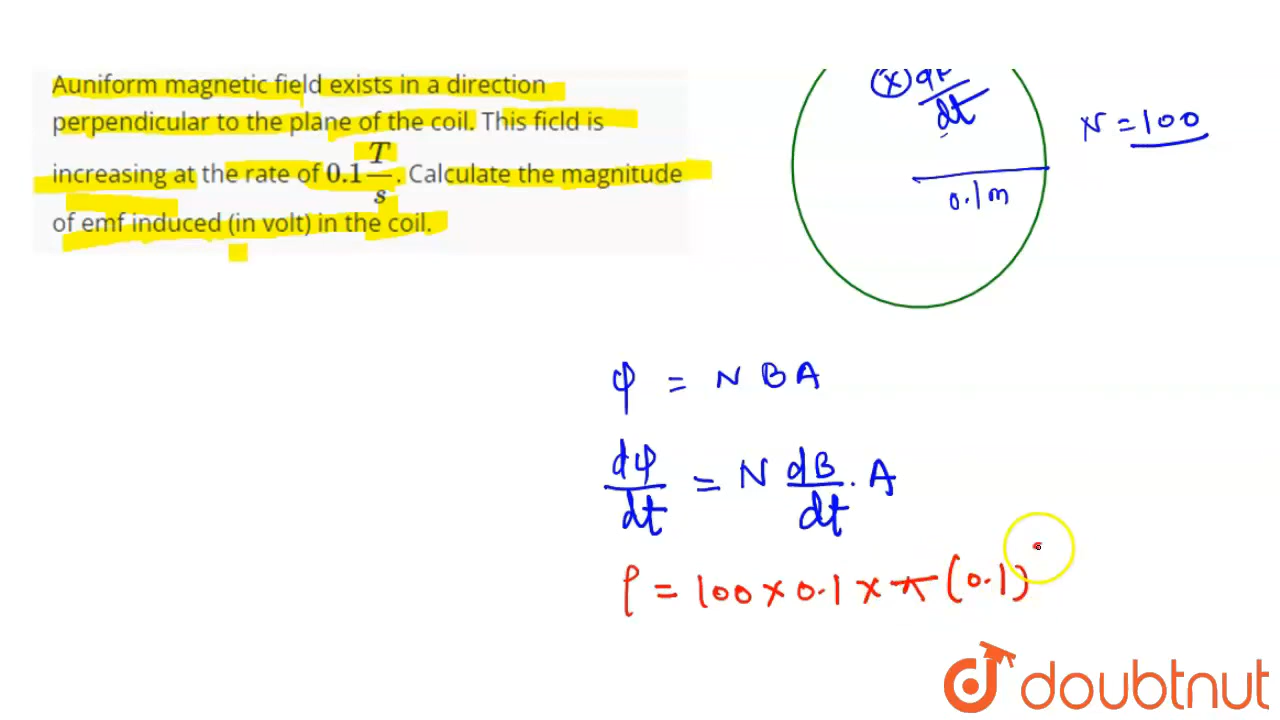 Auniform magnetic field exists in a direction
perpendicular to the plane of the coil. This ficld is
increasing at the rate of 0.1 T/s. Calculate the magnitude
of emf induced (in volt) in the coil.
(x) dB/dt
N = 100
0.1m
φ = N B A
dφ/dt = N dB/dt . A
e = 100 x 0.1 x π (0.1)
doubtnut